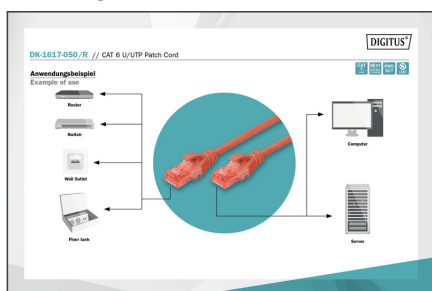 DIGITUS®
DK-1617-050/R // CAT 6 U/UTP Patch Cord
Anwendungsbeispiel
Example of use
Router
Switch
Wall Outlet
Floor tank
Computer
Server